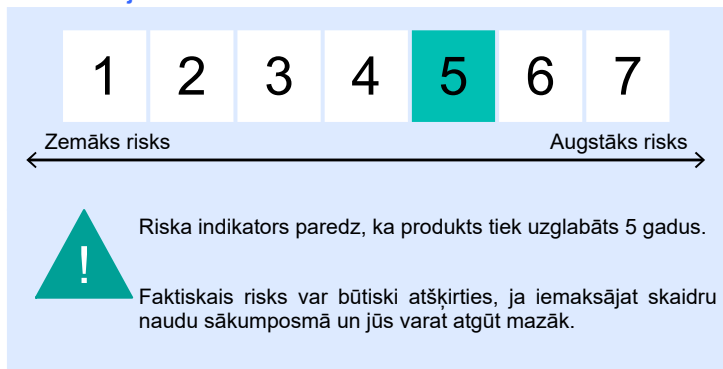 1 2 3 4 5 6 7
Zemāks risks Augstāks risks
!
Riska indikators paredz, ka produkts tiek uzglabāts 5 gadus.
Faktiskais risks var būtiski atšķirties, ja iemaksājat skaidru
naudu sākumposmā un jūs varat atgūt mazāk.